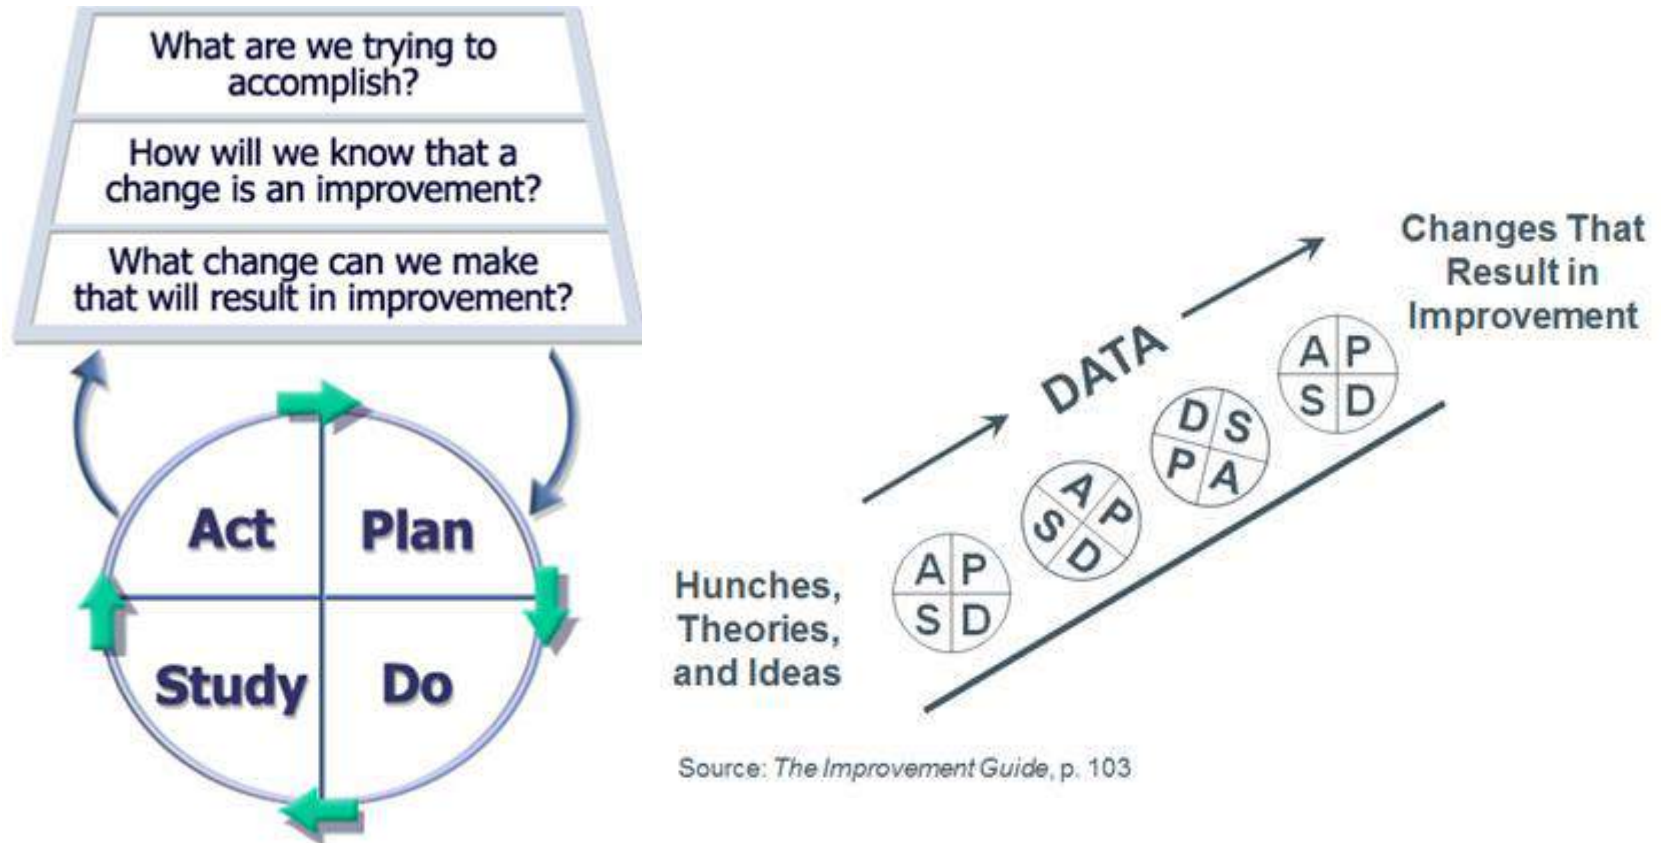 What are we trying to
accomplish?
How will we know that a
change is an improvement?
What change can we make
that will result in improvement?
Act Plan
Study Do
Changes That
Result in
Improvement
DATA
A P
S D
D S
P A
A P
S D
A P
S D
Hunches,
Theories,
and Ideas
Source: The Improvement Guide, p. 103